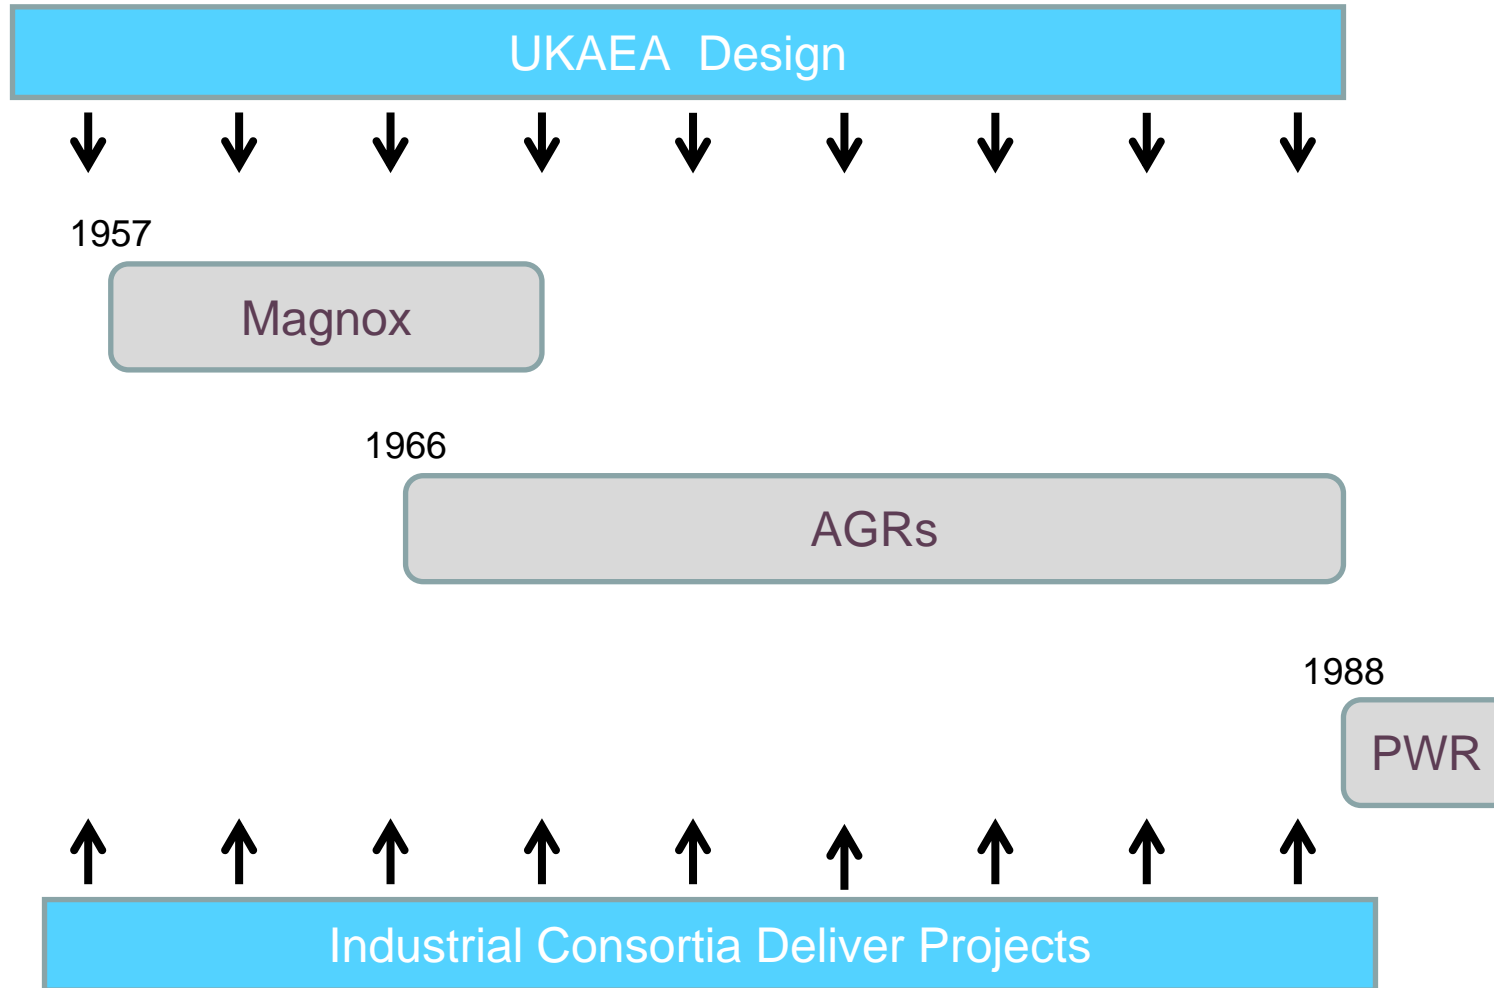 UKAEA Design
1957
Magnox
1966
AGRs
1988
PWR
Industrial Consortia Deliver Projects